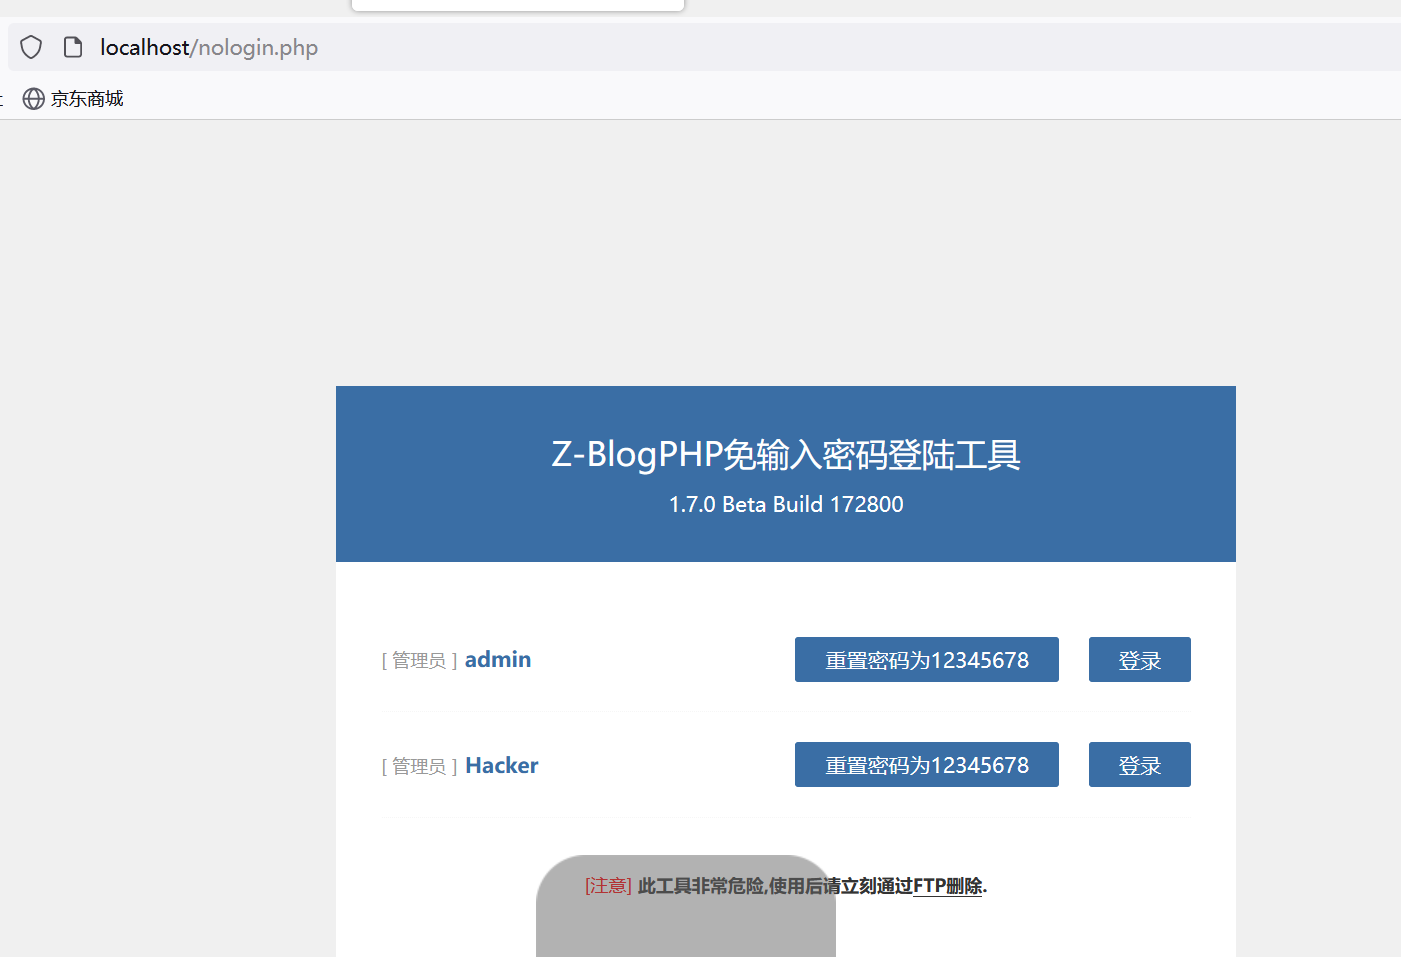 localhost/nologin.php
京东商城
Z-BlogPHP免输入密码登陆工具
1.7.0 Beta Build 172800
[ 管理员 ] admin 重置密码为12345678 登录
[ 管理员 ] Hacker 重置密码为12345678 登录
[注意] 此工具非常危险,使用后请立刻通过FTP删除.